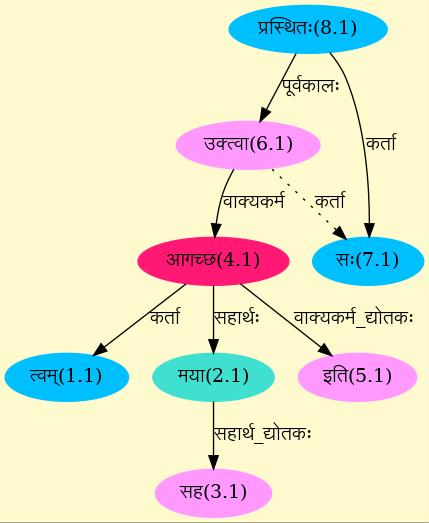 प्रस्थितः(8.1)
पूर्वकालः
उक्त्वा(6.1)
कर्ता
वाक्यकर्म
कर्ता
आगच्छ(4.1)
सः(7.1)
कर्ता
सहार्थः
वाक्यकर्म_द्योतकः
त्वम्(1.1)
मया(2.1)
इति(5.1)
सहार्थ_द्योतकः
सह(3.1)